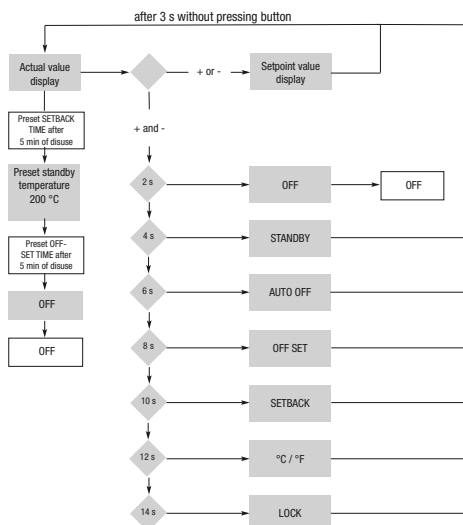 after 3 s without pressing button
Actual value
display
+ or -
Setpoint value
display
Preset SETBACK
TIME after
5 min of disuse
+ and -
Preset standby
temperature
200 °C
2 s
OFF
OFF
Preset OFF-
SET TIME after
5 min of disuse
4 s
STANDBY
OFF
6 s
AUTO OFF
OFF
8 s
OFF SET
10 s
SETBACK
12 s
°C / °F
14 s
LOCK